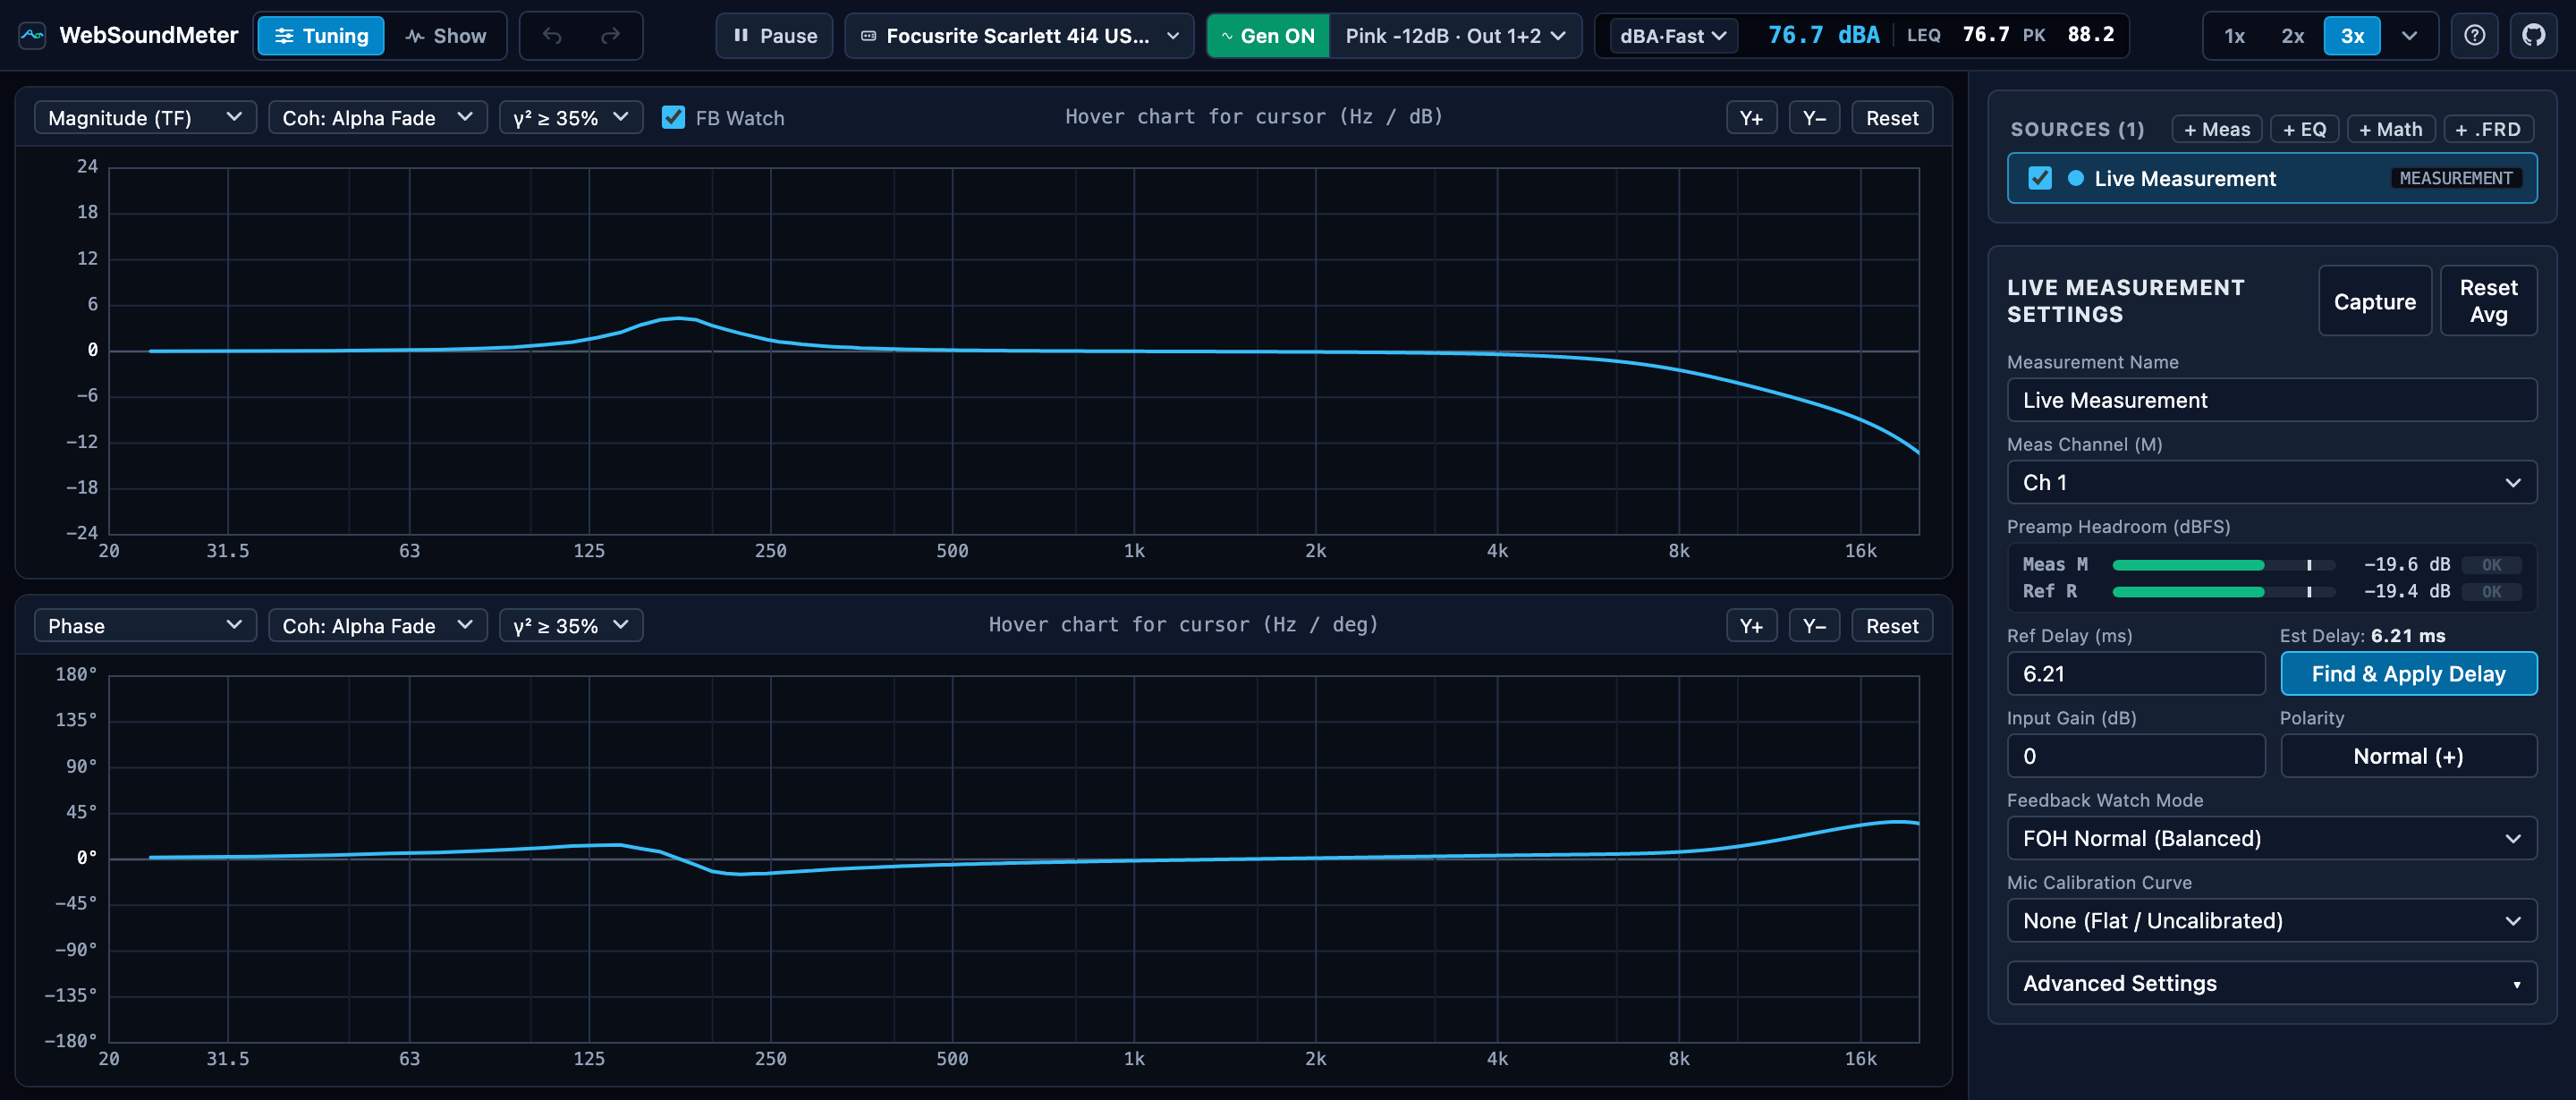 WebSoundMeter Tuning Show Pause Focusrite Scarlett 4i4 US... Gen ON Pink -12dB · Out 1+2 dBA·Fast 76.7 dBA LEQ 76.7 PK 88.2 1x 2x 3x
Magnitude (TF) Coh: Alpha Fade γ² ≥ 35% FB Watch Hover chart for cursor (Hz / dB) Y+ Y− Reset
24
18
12
6
0
−6
−12
−18
−24
20 31.5 63 125 250 500 1k 2k 4k 8k 16k
Phase Coh: Alpha Fade γ² ≥ 35% Hover chart for cursor (Hz / deg) Y+ Y− Reset
180°
135°
90°
45°
0°
−45°
−90°
−135°
−180°
20 31.5 63 125 250 500 1k 2k 4k 8k 16k
SOURCES (1) + Meas + EQ + Math + .FRD
Live Measurement MEASUREMENT
LIVE MEASUREMENT
SETTINGS
Capture
Reset
Avg
Measurement Name
Live Measurement
Meas Channel (M)
Ch 1
Preamp Headroom (dBFS)
Meas M −19.6 dB OK
Ref R −19.4 dB OK
Ref Delay (ms) Est Delay: 6.21 ms
6.21 Find & Apply Delay
Input Gain (dB) Polarity
0 Normal (+)
Feedback Watch Mode
FOH Normal (Balanced)
Mic Calibration Curve
None (Flat / Uncalibrated)
Advanced Settings